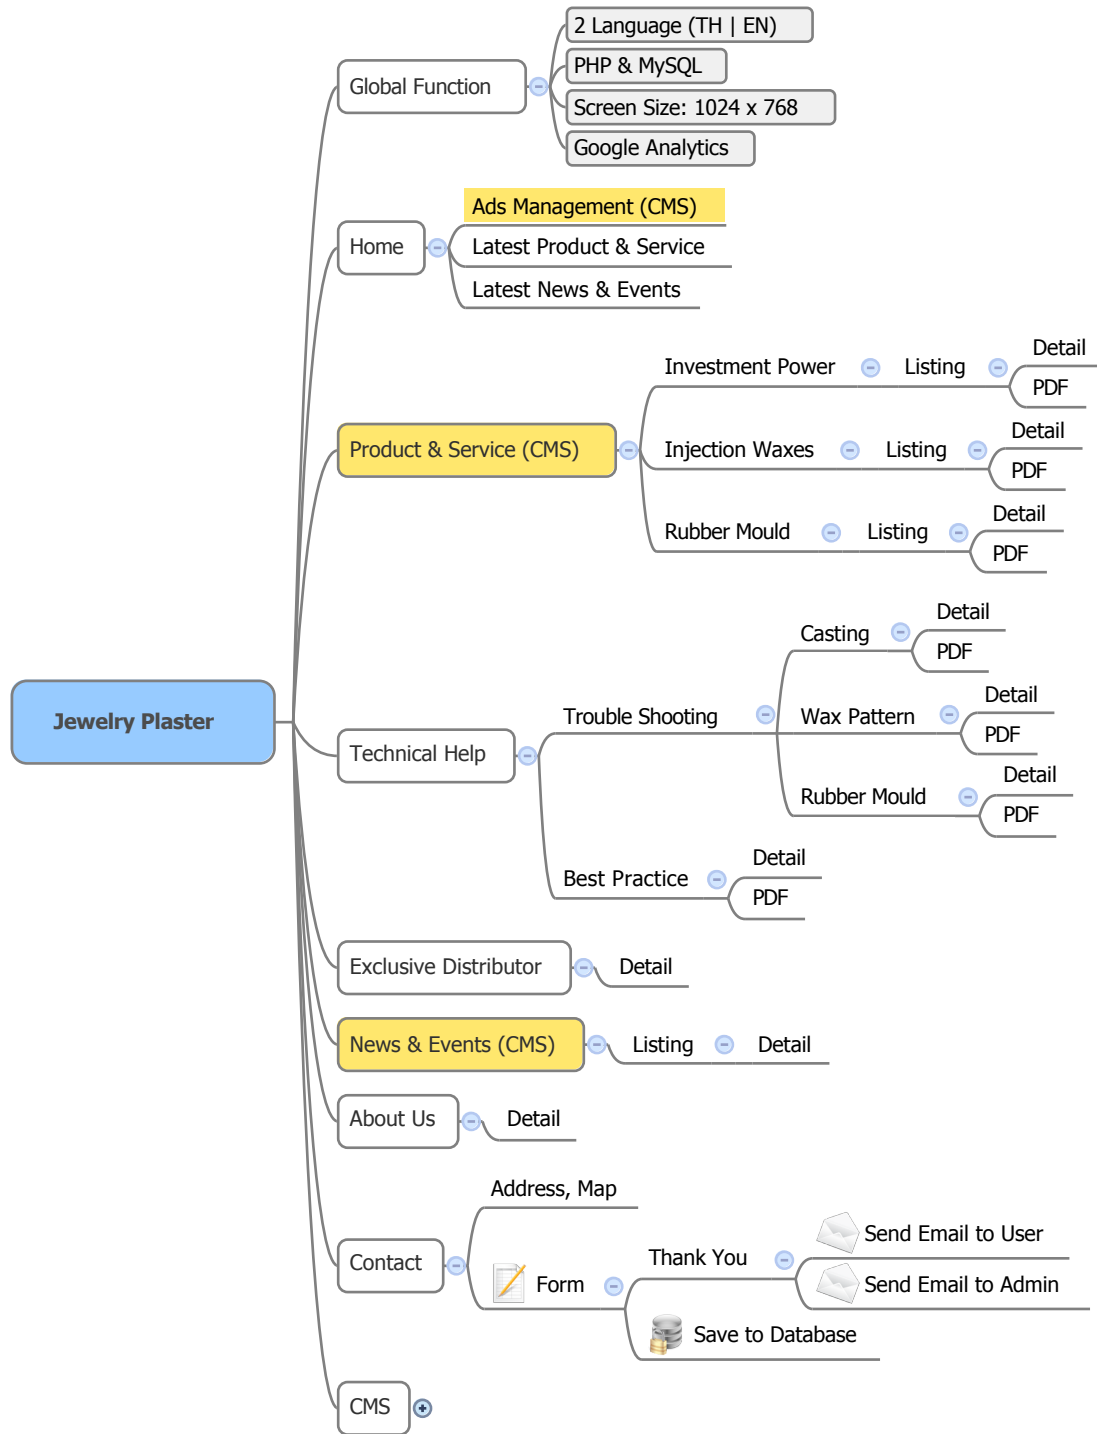 2 Language (TH | EN)
PHP & MySQL
Global Function
Screen Size: 1024 x 768
Google Analytics
Ads Management (CMS)
Home
Latest Product & Service
Latest News & Events
Detail
Investment Power
Listing
PDF
Detail
Product & Service (CMS)
Injection Waxes
Listing
PDF
Detail
Rubber Mould
Listing
PDF
Detail
Casting
PDF
Detail
Jewelry Plaster
Trouble Shooting
Wax Pattern
PDF
Technical Help
Detail
Rubber Mould
PDF
Detail
Best Practice
PDF
Exclusive Distributor
Detail
News & Events (CMS)
Listing
Detail
About Us
Detail
Address, Map
Contact
Send Email to User
Thank You
Form
Send Email to Admin
Save to Database
CMS